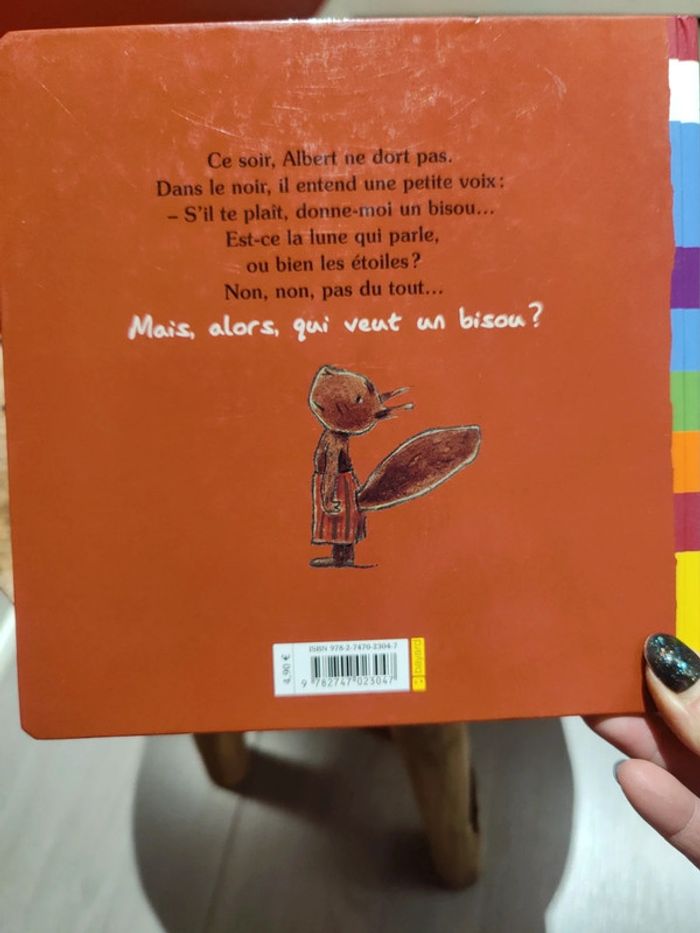 Ce soir, Albert ne dort pas.
Dans le noir, il entend une petite voix :
– S'il te plaît, donne-moi un bisou...
Est-ce la lune qui parle,
ou bien les étoiles ?
Non, non, pas du tout...
Mais, alors, qui veut un bisou ?
ISBN 978-2-7470-2304-7
4,90 €
9 782747 023047
bayard